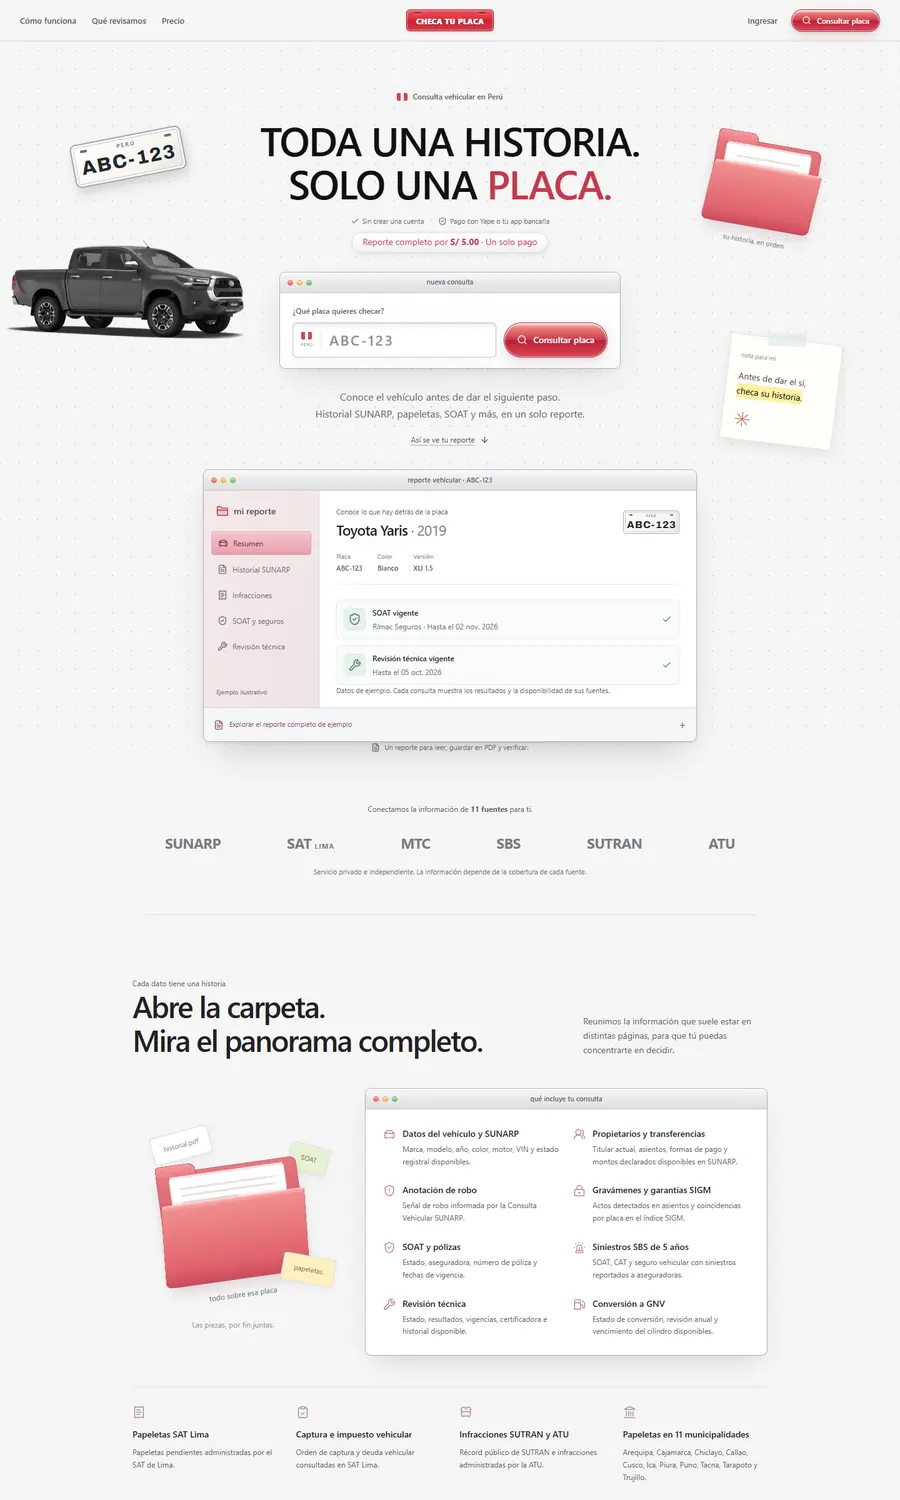 Cómo funciona
Qué revisamos
Precio
CHECA TU PLACA
Ingresar
Consultar placa
Consulta vehicular en Perú
PERÚ
ABC-123
TODA UNA HISTORIA.
SOLO UNA PLACA.
su historia, en orden
Sin crear una cuenta
Pago con Yape o tu app bancaria
Reporte completo por S/ 5.00 · Un solo pago
nueva consulta
¿Qué placa quieres checar?
PERÚ
ABC-123
Consultar placa
nota para mí
Antes de dar el sí,
checa su historia.
Conoce el vehículo antes de dar el siguiente paso.
Historial SUNARP, papeletas, SOAT y más, en un solo reporte.
Así se ve tu reporte
reporte vehicular · ABC-123
mi reporte
Resumen
Historial SUNARP
Infracciones
SOAT y seguros
Revisión técnica
Ejemplo ilustrativo
Conoce lo que hay detrás de la placa
Toyota Yaris · 2019
PERÚ
ABC-123
Placa
ABC-123
Color
Blanco
Versión
XLI 1.5
SOAT vigente
Rímac Seguros · Hasta el 02 nov. 2026
Revisión técnica vigente
Hasta el 05 oct. 2026
Datos de ejemplo. Cada consulta muestra los resultados y la disponibilidad de sus fuentes.
Explorar el reporte completo de ejemplo
+
Un reporte para leer, guardar en PDF y verificar.
Conectamos la información de 11 fuentes para ti.
SUNARP
SAT LIMA
MTC
SBS
SUTRAN
ATU
Servicio privado e independiente. La información depende de la cobertura de cada fuente.
Cada dato tiene una historia
Abre la carpeta.
Mira el panorama completo.
Reunimos la información que suele estar en
distintas páginas, para que tú puedas
concentrarte en decidir.
historial.pdf
SOAT
papeletas
todo sobre esa placa
Las piezas, por fin juntas.
qué incluye tu consulta
Datos del vehículo y SUNARP
Marca, modelo, año, color, motor, VIN y estado
registral disponibles.
Propietarios y transferencias
Titular actual, asientos, formas de pago y
montos declarados disponibles en SUNARP.
Anotación de robo
Señal de robo informada por la Consulta
Vehicular SUNARP.
Gravámenes y garantías SIGM
Actos detectados en asientos y coincidencias
por placa en el índice SIGM.
SOAT y pólizas
Estado, aseguradora, número de póliza y
fechas de vigencia.
Siniestros SBS de 5 años
SOAT, CAT y seguro vehicular con siniestros
reportados a aseguradoras.
Revisión técnica
Estado, resultados, vigencias, certificadora e
historial disponible.
Conversión a GNV
Estado de conversión, revisión anual y
vencimiento del cilindro disponibles.
Papeletas SAT Lima
Papeletas pendientes administradas por el
SAT de Lima.
Captura e impuesto vehicular
Orden de captura y deuda vehicular
consultadas en SAT Lima.
Infracciones SUTRAN y ATU
Récord público de SUTRAN e infracciones
administradas por la ATU.
Papeletas en 11 municipalidades
Arequipa, Cajamarca, Chiclayo, Callao,
Cusco, Ica, Piura, Puno, Tacna, Tarapoto y
Trujillo.